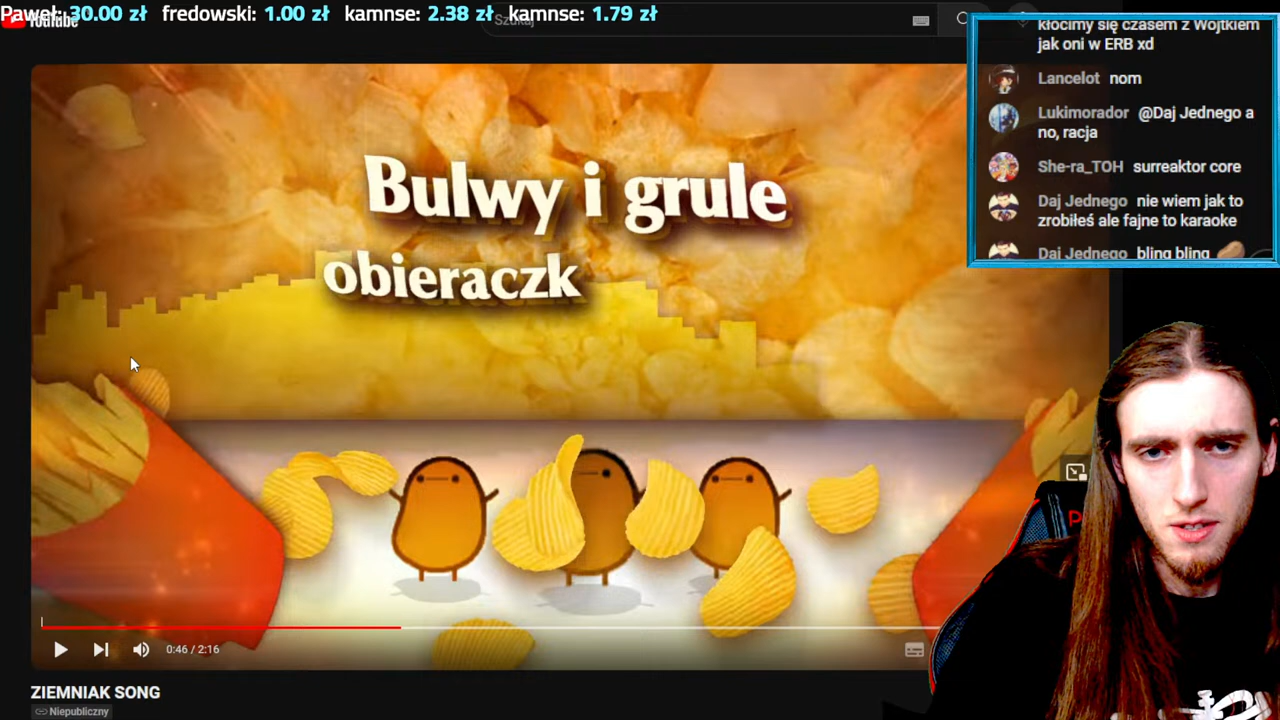 Paweł: 30.00 zł fredowski: 1.00 zł kamnse: 2.38 zł kamnse: 1.79 zł
YouTube
Szukaj
kłócimy się czasem z Wojtkiem
jak oni w ERB xd
Lancelot nom
Lukimorador @Daj Jednego a
no, racja
She-ra_TOH surreaktor core
Daj Jednego nie wiem jak to
zrobiłeś ale fajne to karaoke
Daj Jednego bling bling
Bulwy i grule
obieraczk
0:46 / 2:16
ZIEMNIAK SONG
Niepubliczny